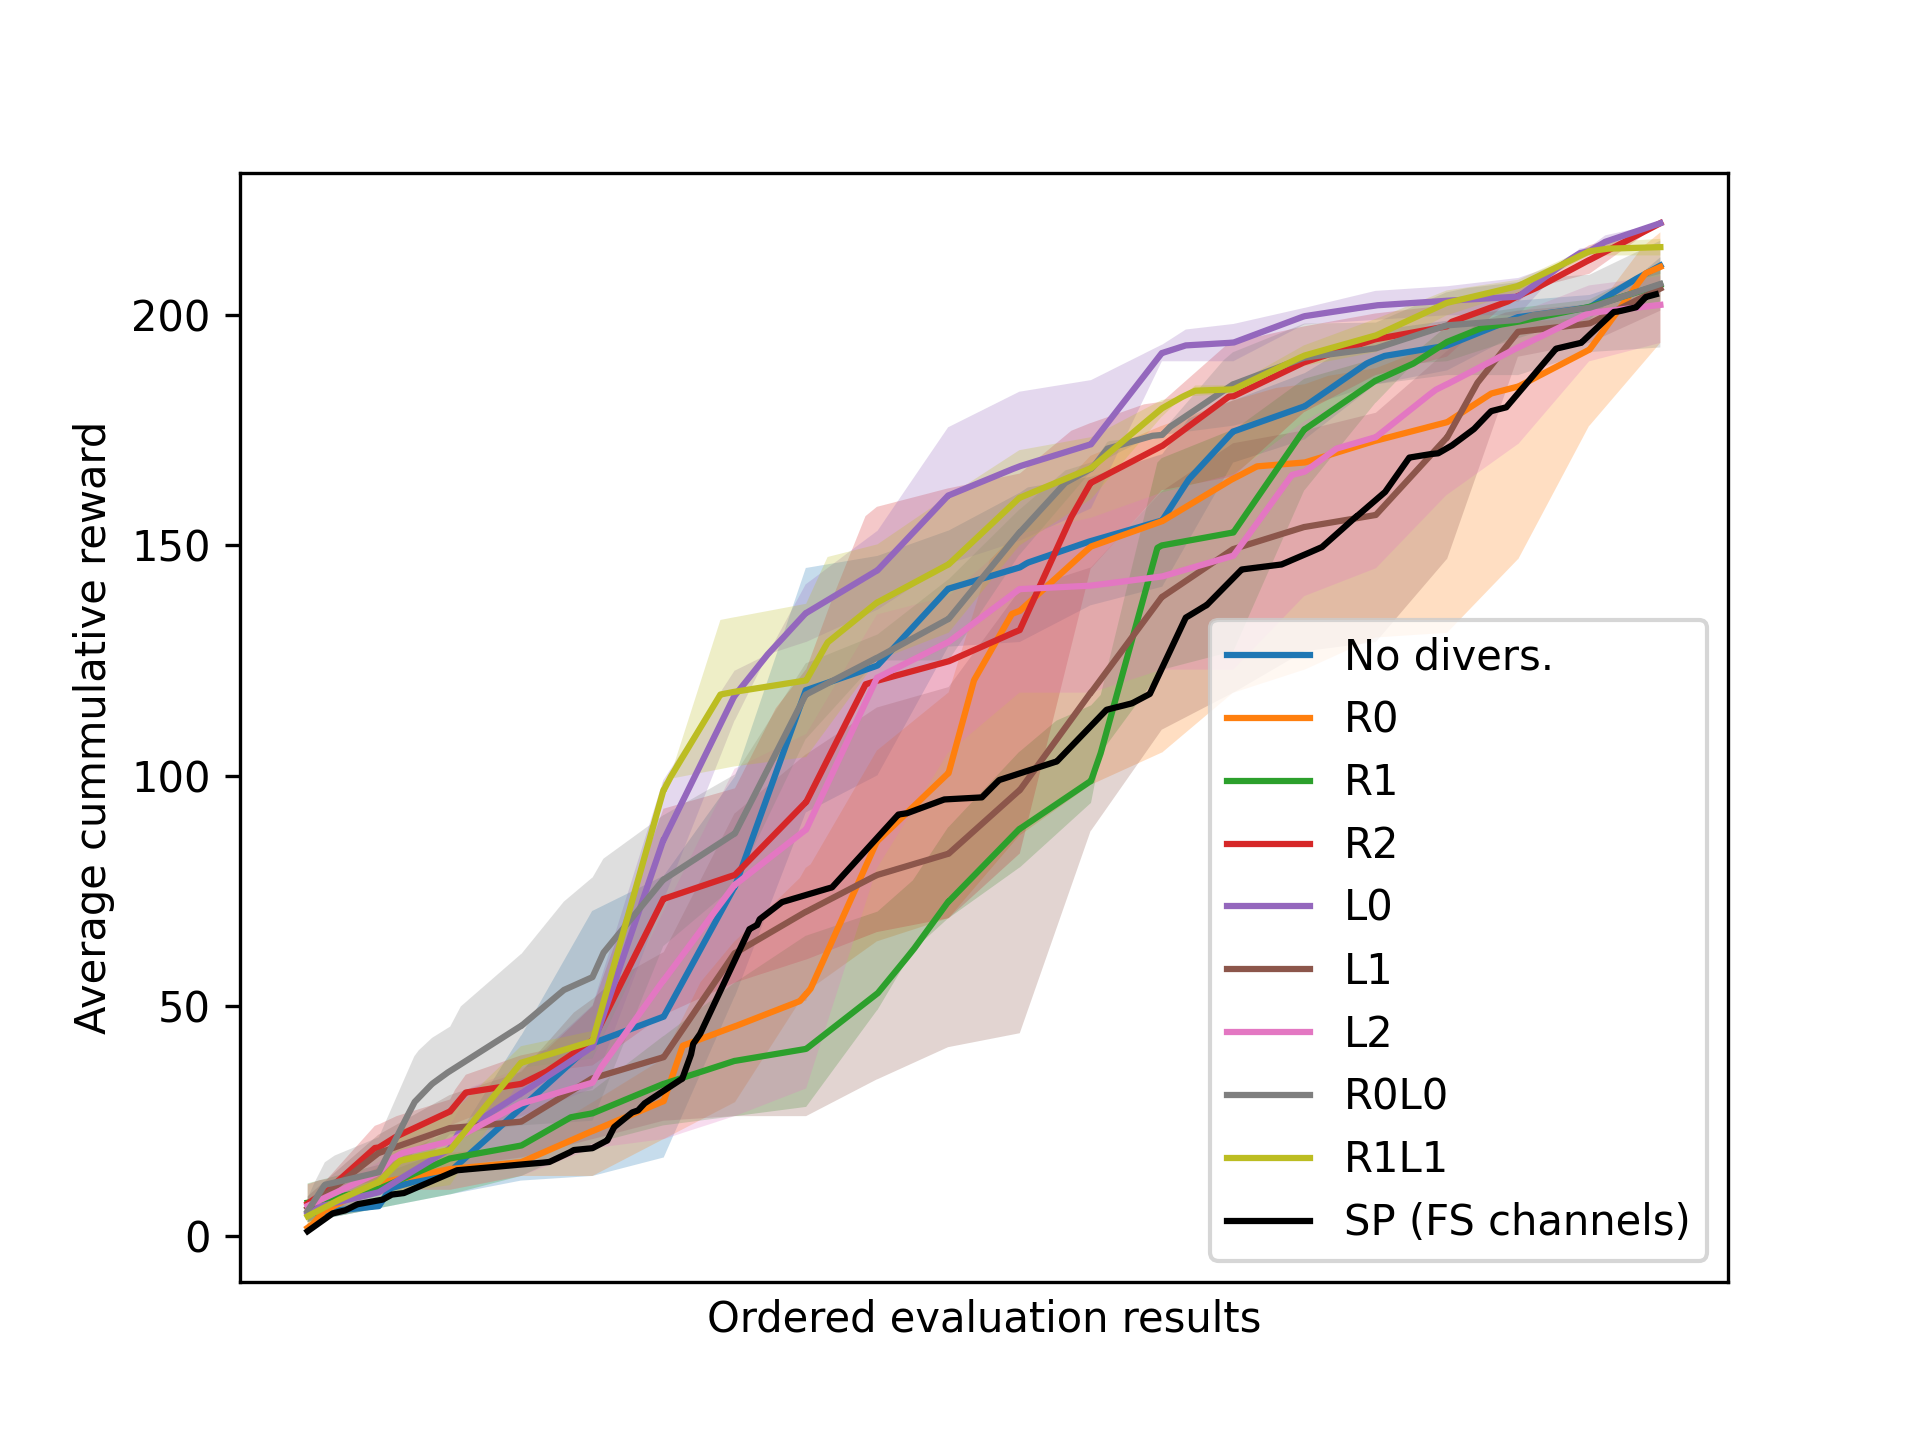 Average cummulative reward
200
150
100
50
0
No divers.
R0
R1
R2
L0
L1
L2
R0L0
R1L1
SP (FS channels)
Ordered evaluation results